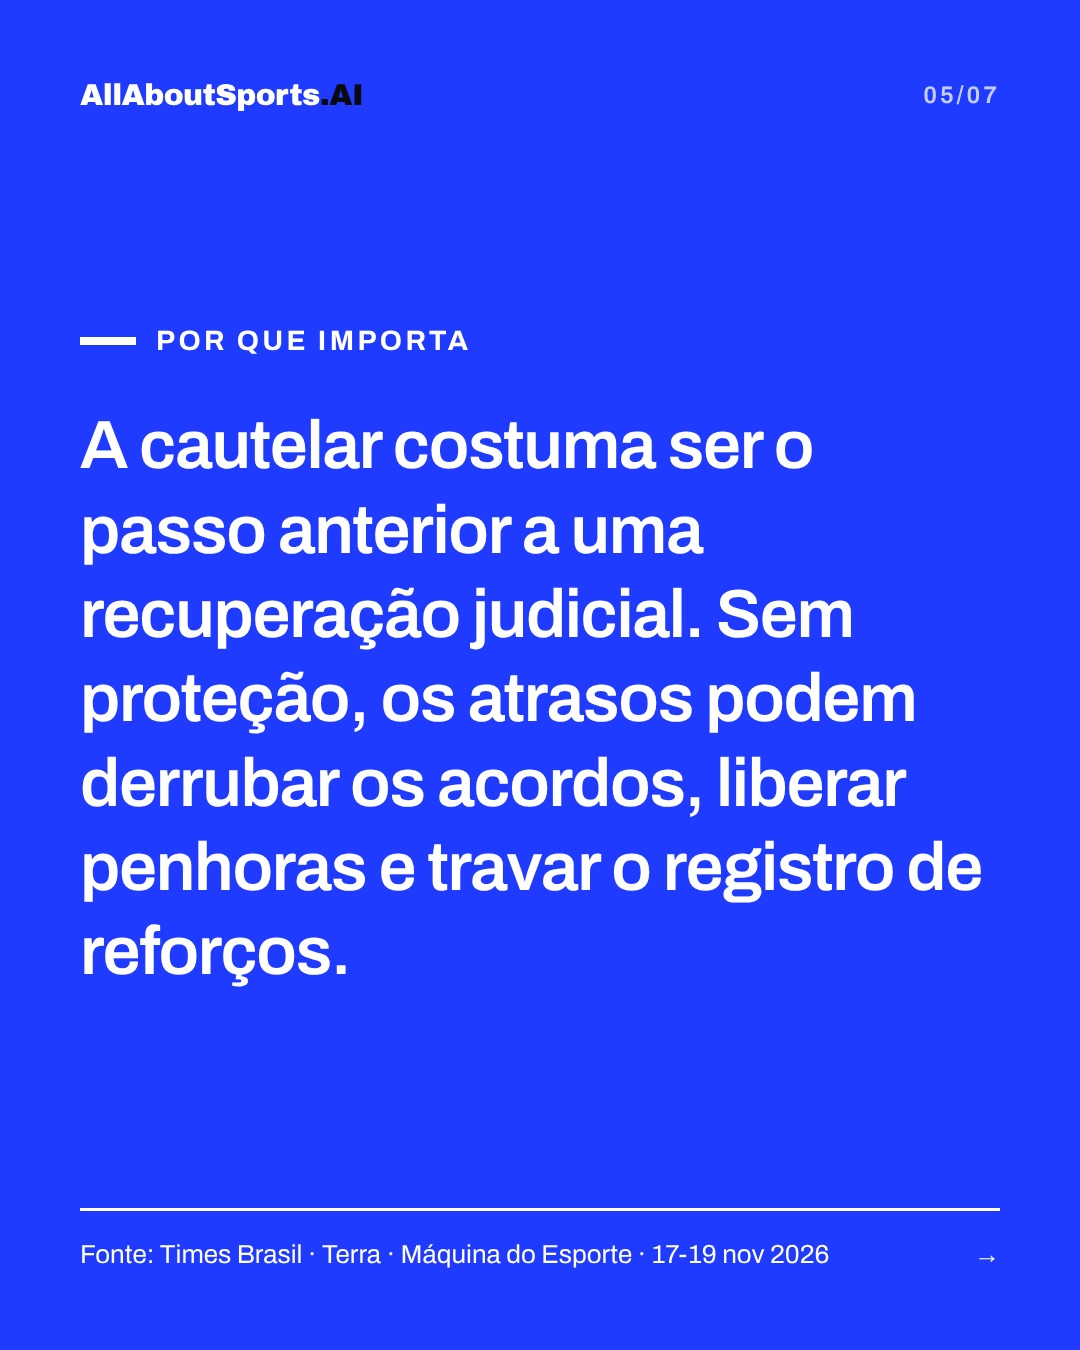 AllAboutSports.AI
05/07
POR QUE IMPORTA
A cautelar costuma ser o
passo anterior a uma
recuperação judicial. Sem
proteção, os atrasos podem
derrubar os acordos, liberar
penhoras e travar o registro de
reforços.
Fonte: Times Brasil · Terra · Máquina do Esporte · 17-19 nov 2026 →